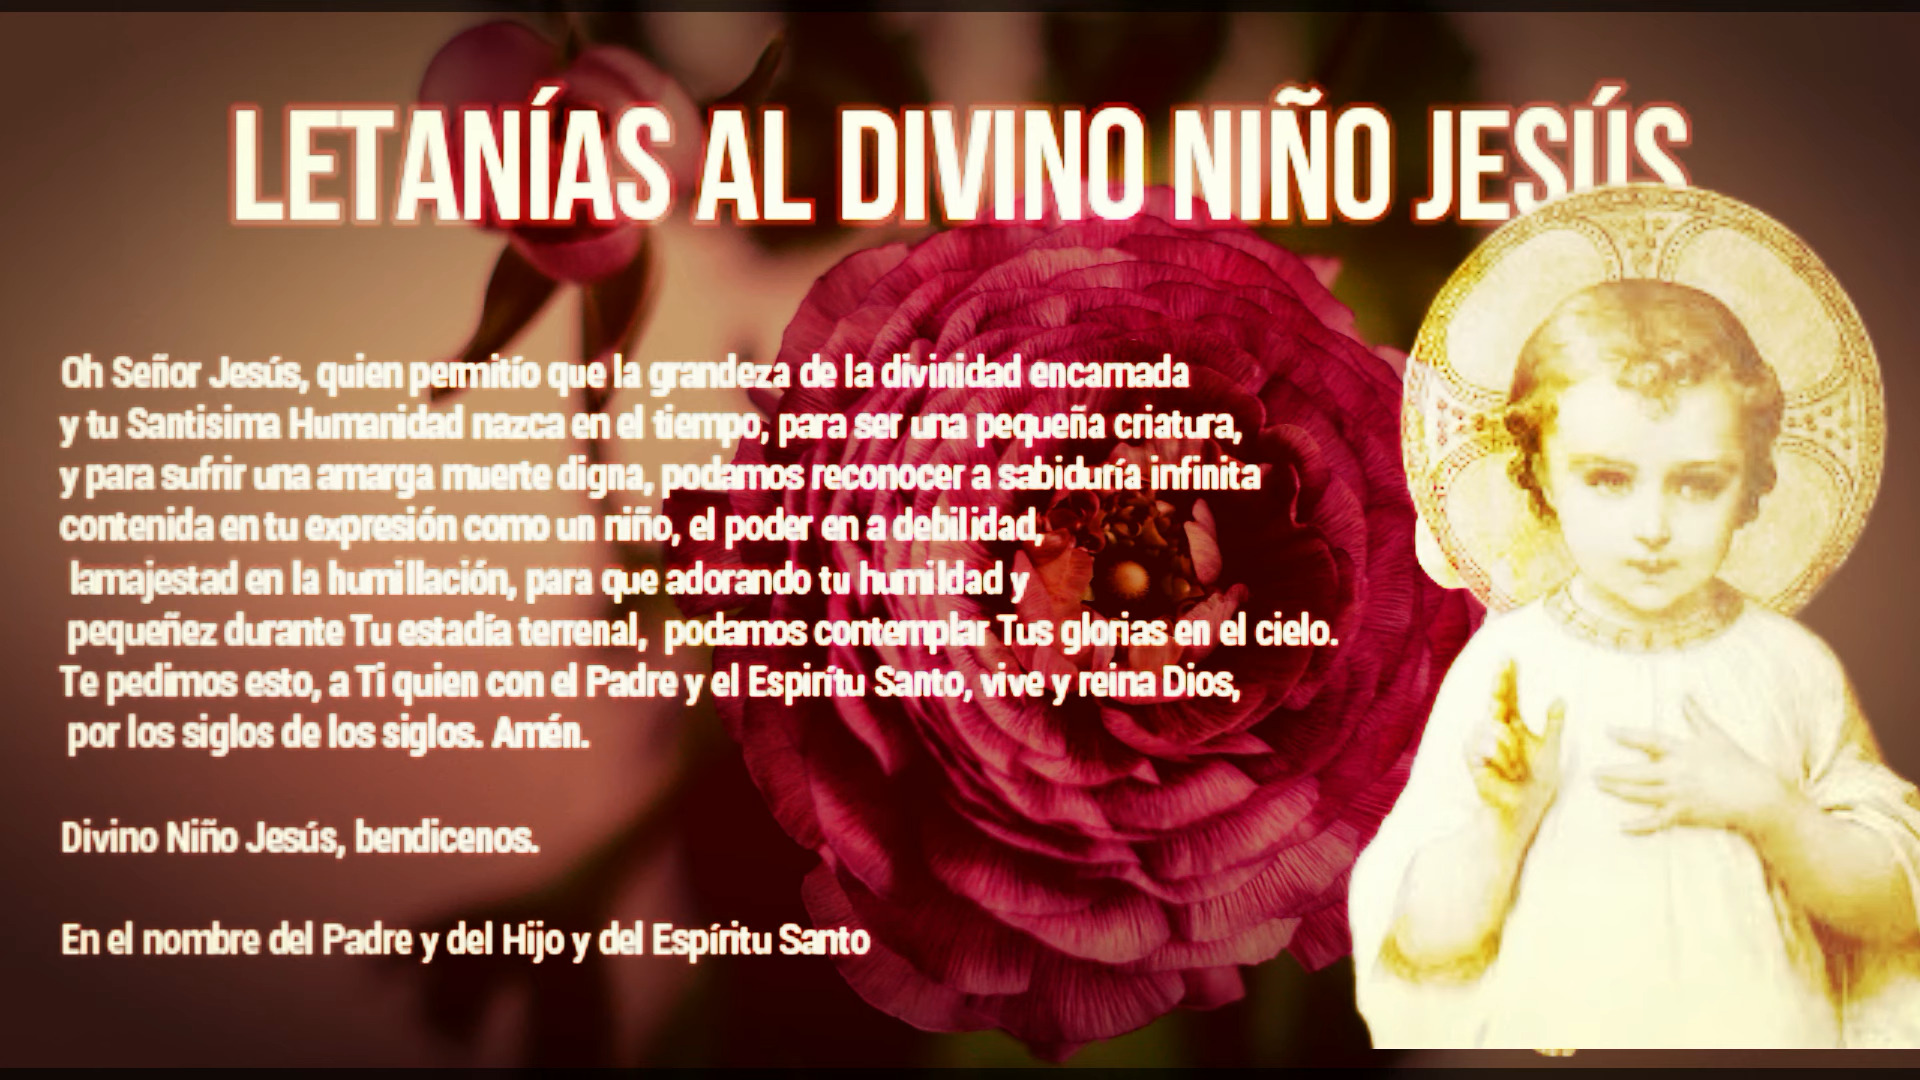 LETANÍAS AL DIVINO NIÑO JESÚS
Oh Señor Jesús, quien permitío que la grandeza de la divinidad encarnada
y tu Santisima Humanidad nazca en el tiempo, para ser una pequeña criatura,
y para sufrir una amarga muerte digna, podamos reconocer a sabiduría infinita
contenida en tu expresión como un niño, el poder en a debilidad,
lamajestad en la humillación, para que adorando tu humildad y
pequeñez durante Tu estadía terrenal, podamos contemplar Tus glorias en el cielo.
Te pedimos esto, a Ti quien con el Padre y el Espirítu Santo, vive y reina Dios,
por los siglos de los siglos. Amén.
Divino Niño Jesús, bendicenos.
En el nombre del Padre y del Hijo y del Espíritu Santo